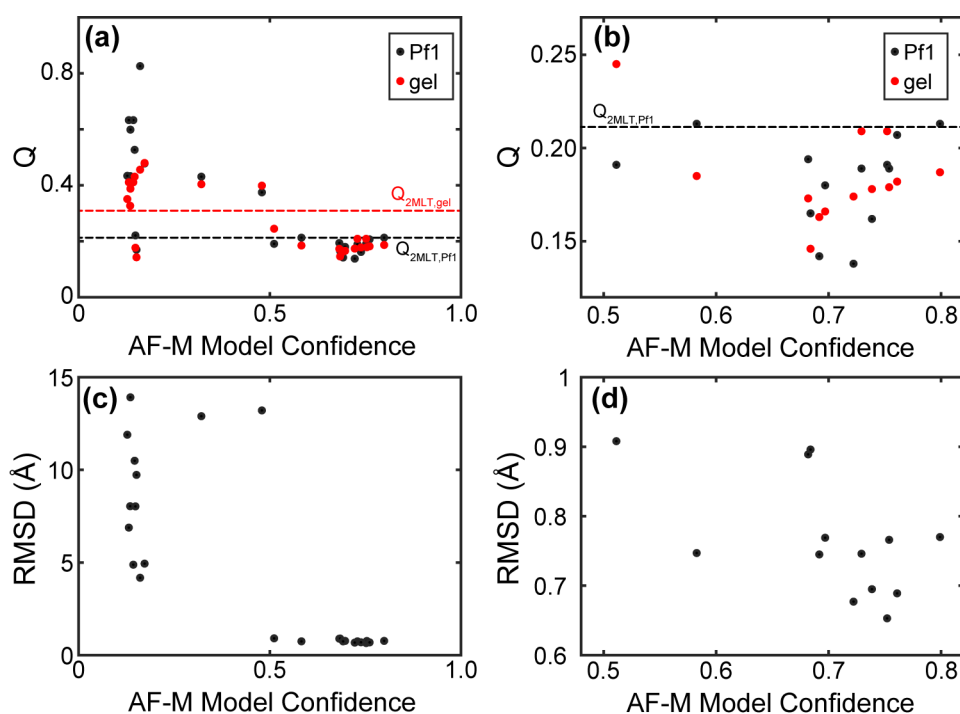 (a)
Pf1
gel
Q
0.8
0.4
0
Q2MLT,gel
Q2MLT,Pf1
0
0.5
1.0
AF-M Model Confidence
(b)
Pf1
gel
Q
0.25
0.20
0.15
Q2MLT,Pf1
0.5
0.6
0.7
0.8
AF-M Model Confidence
(c)
RMSD (Å)
15
10
5
0
0
0.5
1.0
AF-M Model Confidence
(d)
RMSD (Å)
1
0.9
0.8
0.7
0.6
0.5
0.6
0.7
0.8
AF-M Model Confidence